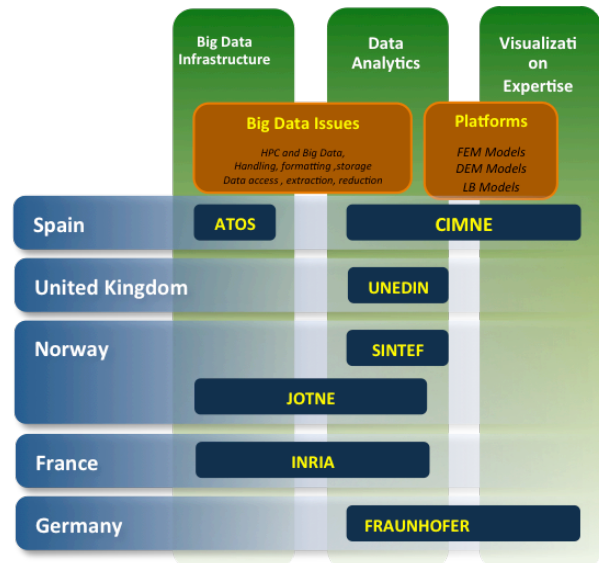 Big Data
Infrastructure
Data
Analytics
Visualizati
on
Expertise
Big Data Issues
HPC and Big Data,
Handling, formatting ,storage
Data access , extraction, reduction
Platforms
FEM Models
DEM Models
LB Models
Spain
ATOS
CIMNE
United Kingdom
UNEDIN
Norway
SINTEF
JOTNE
France
INRIA
Germany
FRAUNHOFER